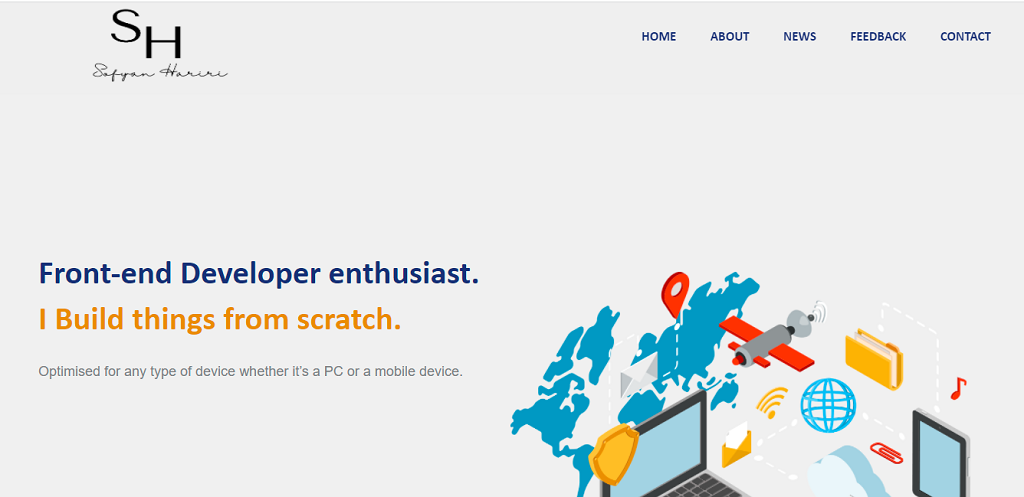 SH
Sofyan Hariri
HOME ABOUT NEWS FEEDBACK CONTACT
Front-end Developer enthusiast.
I Build things from scratch.
Optimised for any type of device whether it's a PC or a mobile device.